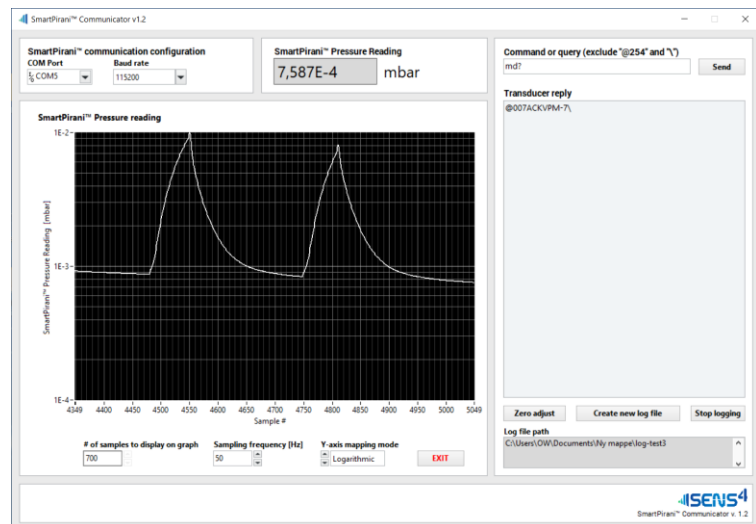 SmartPirani™ Communicator v1.2
SmartPirani™ communication configuration
COM Port
Baud rate
COM5
115200
SmartPirani™ Pressure Reading
7,587E-4
mbar
Command or query (exclude "@254" and "\")
md?
Send
Transducer reply
@007ACKVPM-7\
SmartPirani™ Pressure reading
SmartPirani™ Pressure Reading [mbar]
1E-2
1E-3
1E-4
4349 4400 4450 4500 4550 4600 4650 4700 4750 4800 4850 4900 4950 5000 5049
Sample #
# of samples to display on graph
700
Sampling frequency [Hz]
50
Y-axis mapping mode
Logarithmic
EXIT
Zero adjust
Create new log file
Stop logging
Log file path
C:\Users\OW\Documents\Ny mappe\log-test3
SENS4
SmartPirani™ Communicator v. 1.2